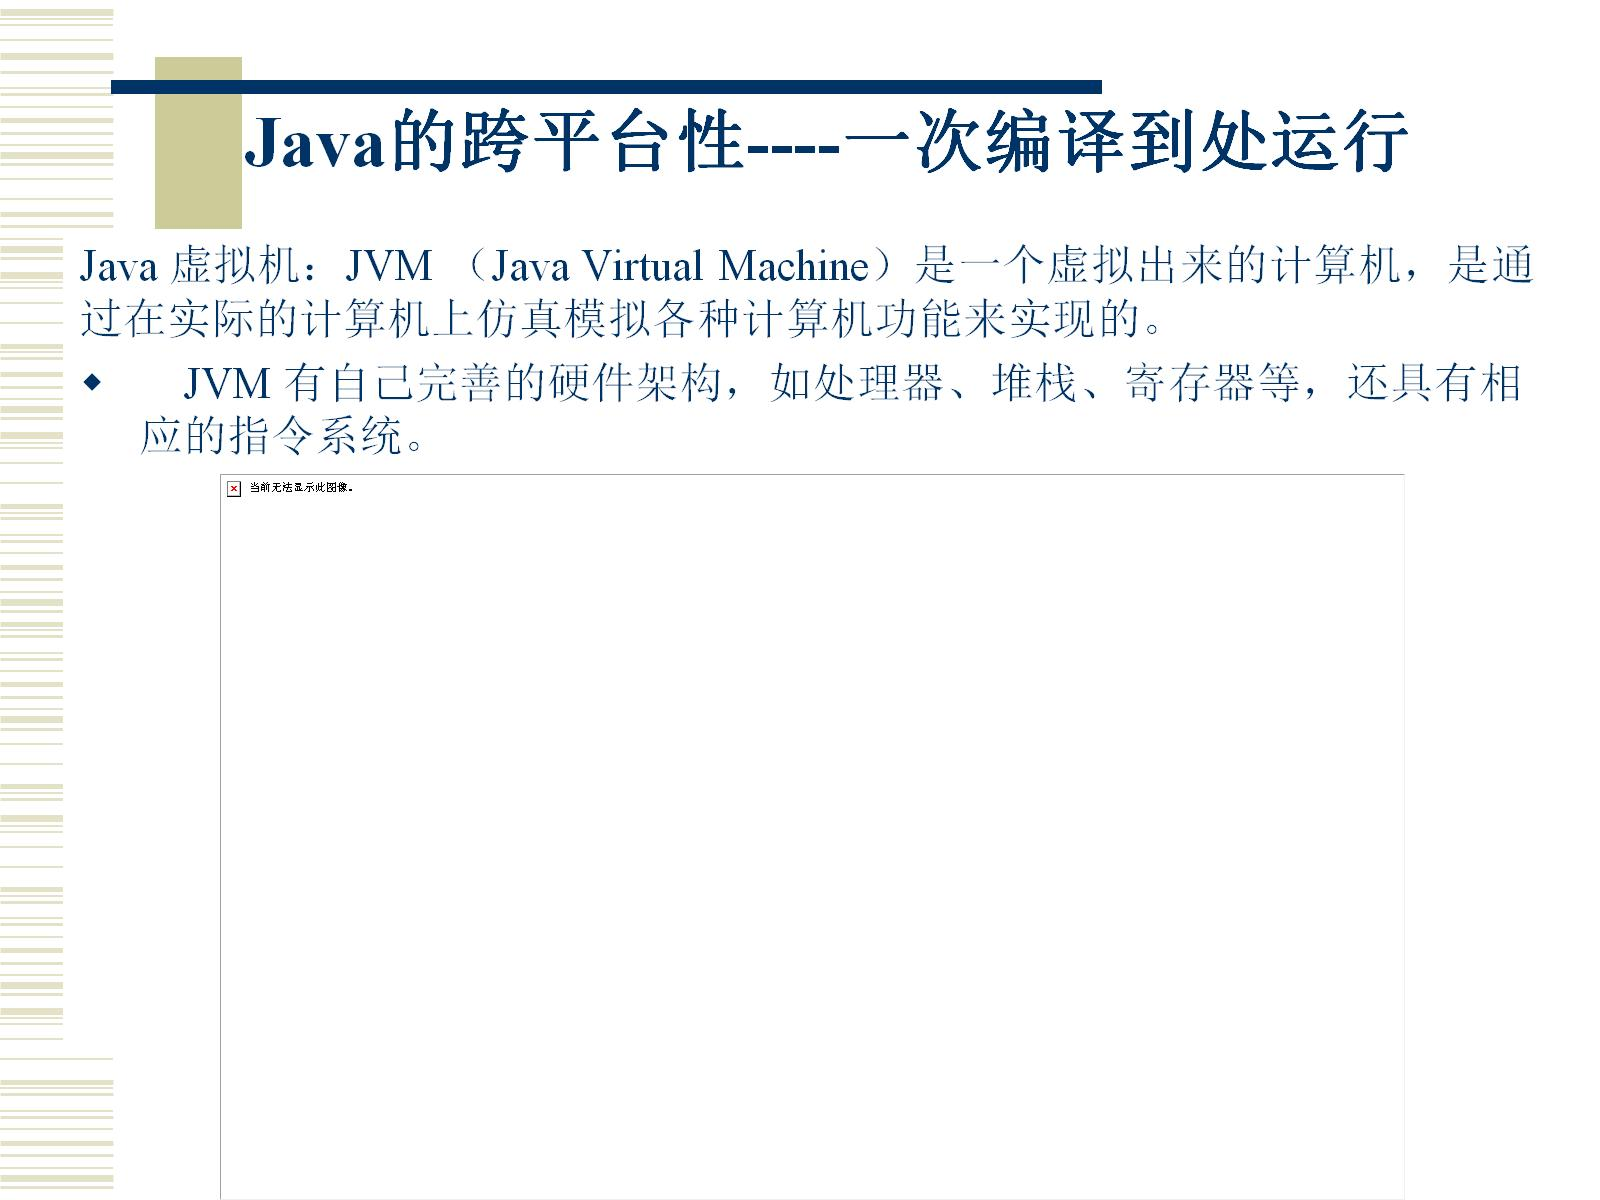 Java的跨平台性----一次编译到处运行
Java 虚拟机：JVM （Java Virtual Machine）是一个虚拟出来的计算机，是通
过在实际的计算机上仿真模拟各种计算机功能来实现的。
JVM 有自己完善的硬件架构，如处理器、堆栈、寄存器等，还具有相
应的指令系统。
当前无法显示此图像。